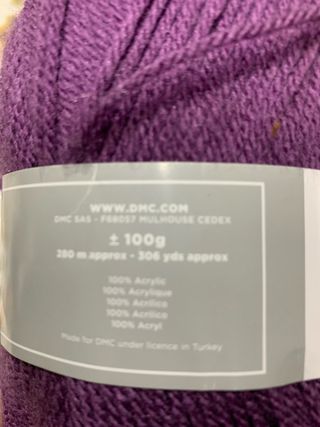 WWW.DMC.COM
DMC SAS - F68057 MULHOUSE CEDEX
± 100g
280 m approx - 306 yds approx
100% Acrylic
100% Acrylique
100% Acrílico
100% Acrilico
100% Acryl
Made for DMC under licence in Turkey